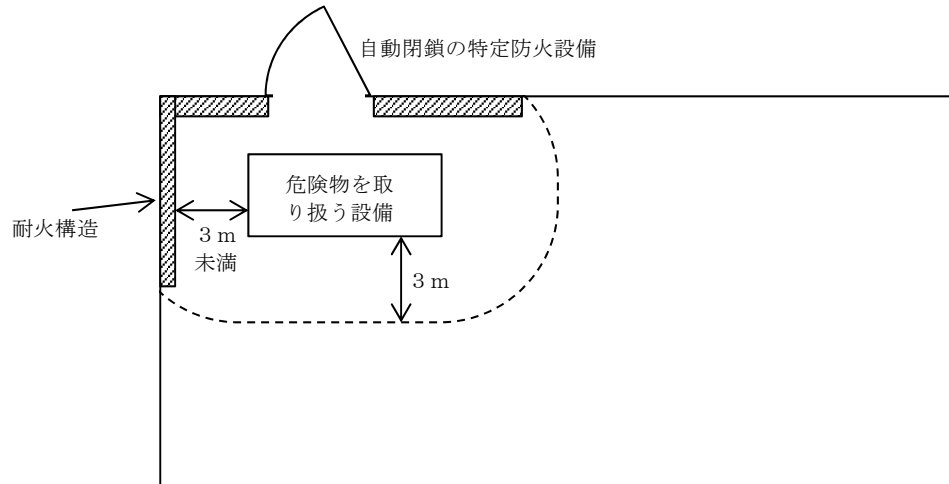 自動閉鎖の特定防火設備
危険物を取
り扱う設備
耐火構造
３ｍ
未満
３ｍ